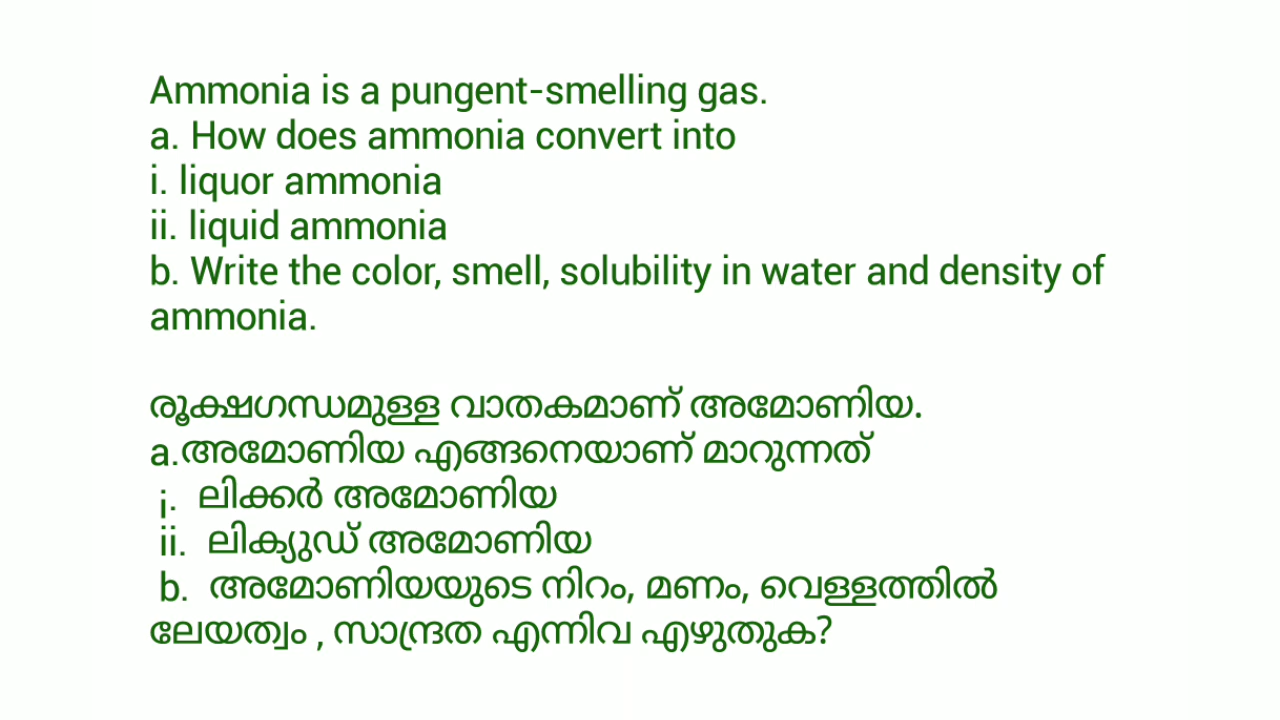 Ammonia is a pungent-smelling gas.
a. How does ammonia convert into
i. liquor ammonia
ii. liquid ammonia
b. Write the color, smell, solubility in water and density of
ammonia.
രൂക്ഷഗന്ധമുള്ള വാതകമാണ് അമോണിയ.
a.അമോണിയ എങ്ങനെയാണ് മാറുന്നത്
i. ലിക്കർ അമോണിയ
ii. ലിക്യുഡ് അമോണിയ
b. അമോണിയയുടെ നിറം, മണം, വെള്ളത്തിൽ
ലേയത്വം , സാന്ദ്രത എന്നിവ എഴുതുക?